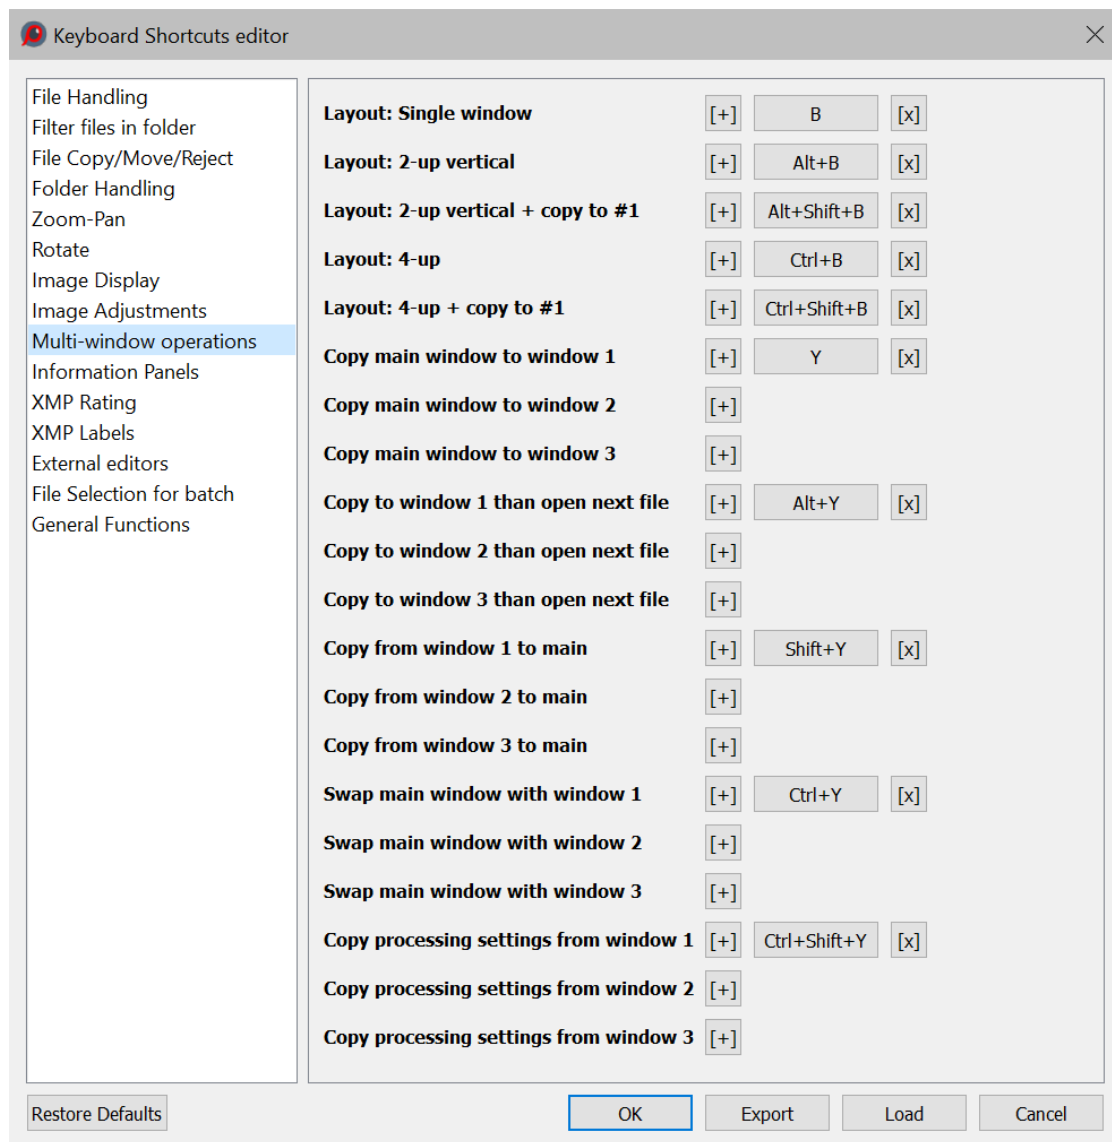 Keyboard Shortcuts editor
File Handling
Filter files in folder
File Copy/Move/Reject
Folder Handling
Zoom-Pan
Rotate
Image Display
Image Adjustments
Multi-window operations
Information Panels
XMP Rating
XMP Labels
External editors
File Selection for batch
General Functions
Layout: Single window [+] B [x]
Layout: 2-up vertical [+] Alt+B [x]
Layout: 2-up vertical + copy to #1 [+] Alt+Shift+B [x]
Layout: 4-up [+] Ctrl+B [x]
Layout: 4-up + copy to #1 [+] Ctrl+Shift+B [x]
Copy main window to window 1 [+] Y [x]
Copy main window to window 2 [+]
Copy main window to window 3 [+]
Copy to window 1 than open next file [+] Alt+Y [x]
Copy to window 2 than open next file [+]
Copy to window 3 than open next file [+]
Copy from window 1 to main [+] Shift+Y [x]
Copy from window 2 to main [+]
Copy from window 3 to main [+]
Swap main window with window 1 [+] Ctrl+Y [x]
Swap main window with window 2 [+]
Swap main window with window 3 [+]
Copy processing settings from window 1 [+] Ctrl+Shift+Y [x]
Copy processing settings from window 2 [+]
Copy processing settings from window 3 [+]
Restore Defaults OK Export Load Cancel